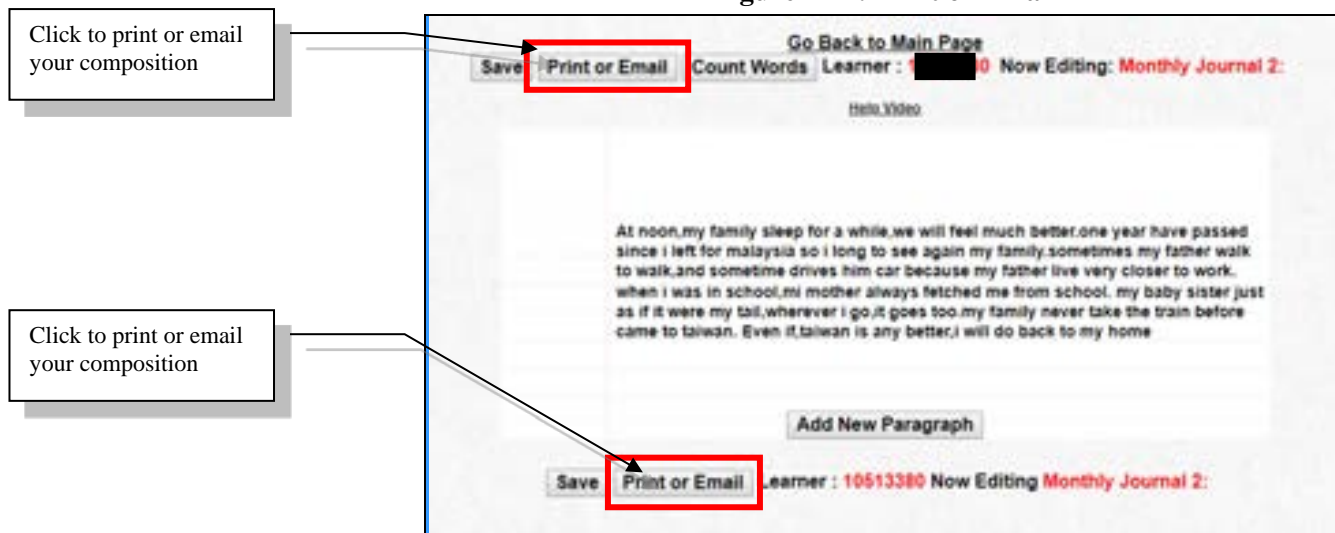 Click to print or email
your composition
Go Back to Main Page
Save Print or Email Count Words Learner : Now Editing: Monthly Journal 2:
Help Video
At noon,my family sleep for a while,we will feel much better.one year have passed
since i left for malaysia so i long to see again my family.sometimes my father walk
to walk,and sometime drives him car because my father live very closer to work.
when i was in school,mi mother always fetched me from school. my baby sister just
as if it were my tail,wherever i go,it goes too.my family never take the train before
came to taiwan. Even if,taiwan is any better,i will do back to my home
Click to print or email
your composition
Add New Paragraph
Save Print or Email earner : 10513380 Now Editing Monthly Journal 2: